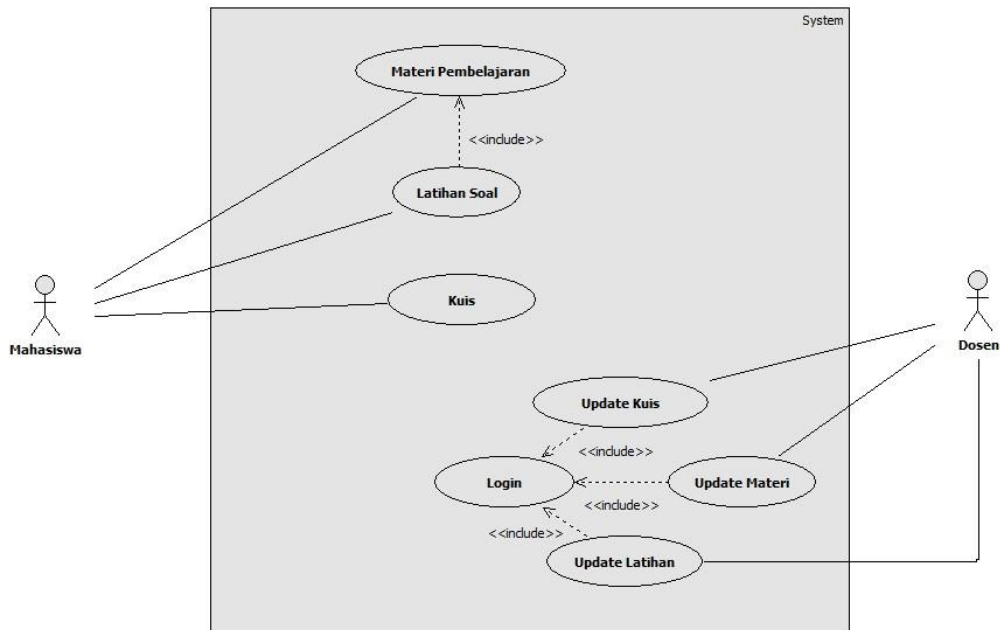 System
Materi Pembelajaran
<<include>>
Latihan Soal
Kuis
Mahasiswa
Dosen
Update Kuis
<<include>>
Login
Update Materi
<<include>>
<<include>>
Update Latihan